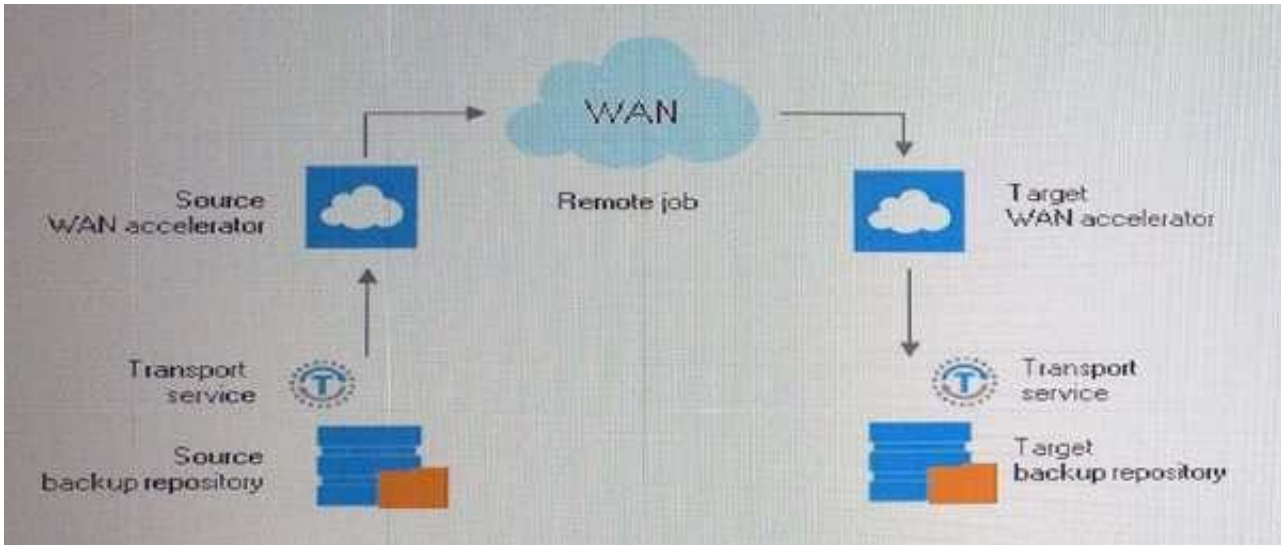 WAN
Source
WAN accelerator
Remote job
Target
WAN accelerator
Transport
service
T
Transport
service
T
Source
backup repository
Target
backup repository